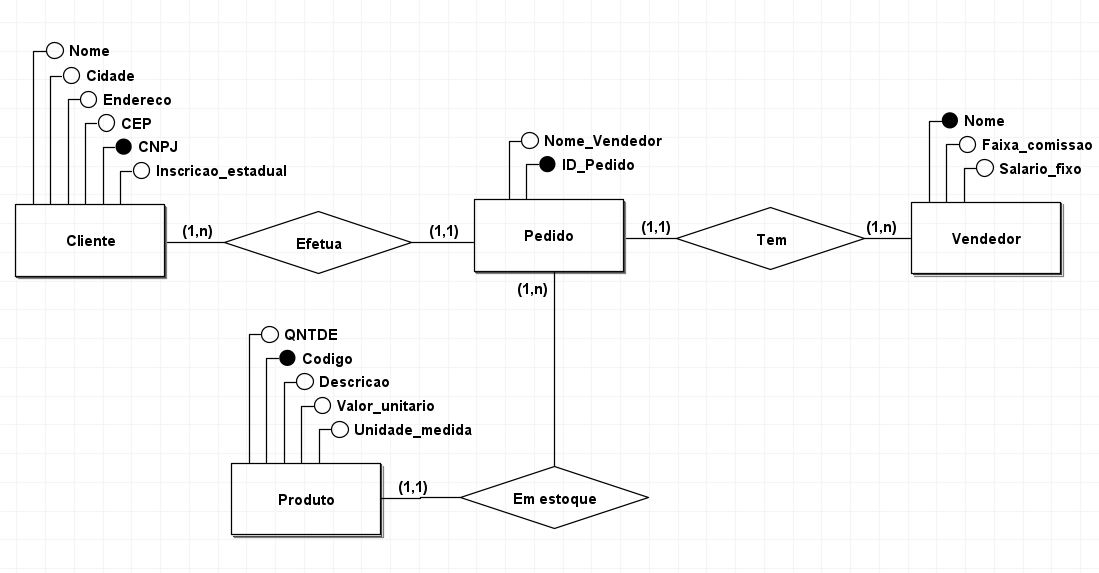 Nome
Cidade
Endereco
CEP
CNPJ
Inscricao_estadual
Cliente
(1,n)
Efetua
(1,1)
Nome_Vendedor
ID_Pedido
Pedido
(1,1)
Tem
(1,n)
Nome
Faixa_comissao
Salario_fixo
Vendedor
(1,n)
QNTDE
Codigo
Descricao
Valor_unitario
Unidade_medida
Produto
(1,1)
Em estoque